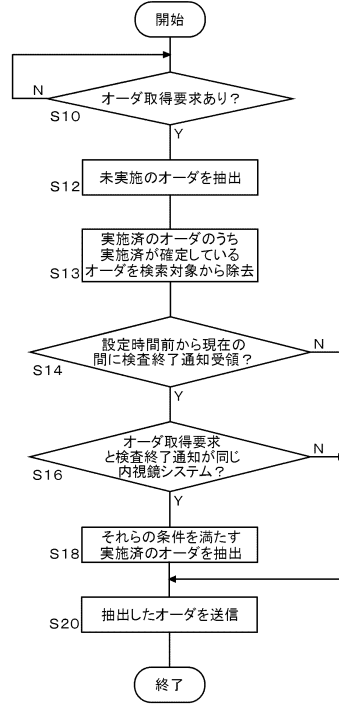 開始
N
オーダ取得要求あり？
S10
Y
未実施のオーダを抽出
S12
実施済のオーダのうち
実施済が確定している
オーダを検索対象から除去
S13
設定時間前から現在の
間に検査終了通知受領？
N
S14
Y
オーダ取得要求
と検査終了通知が同じ
内視鏡システム？
N
S16
Y
それらの条件を満たす
実施済のオーダを抽出
S18
抽出したオーダを送信
S20
終了